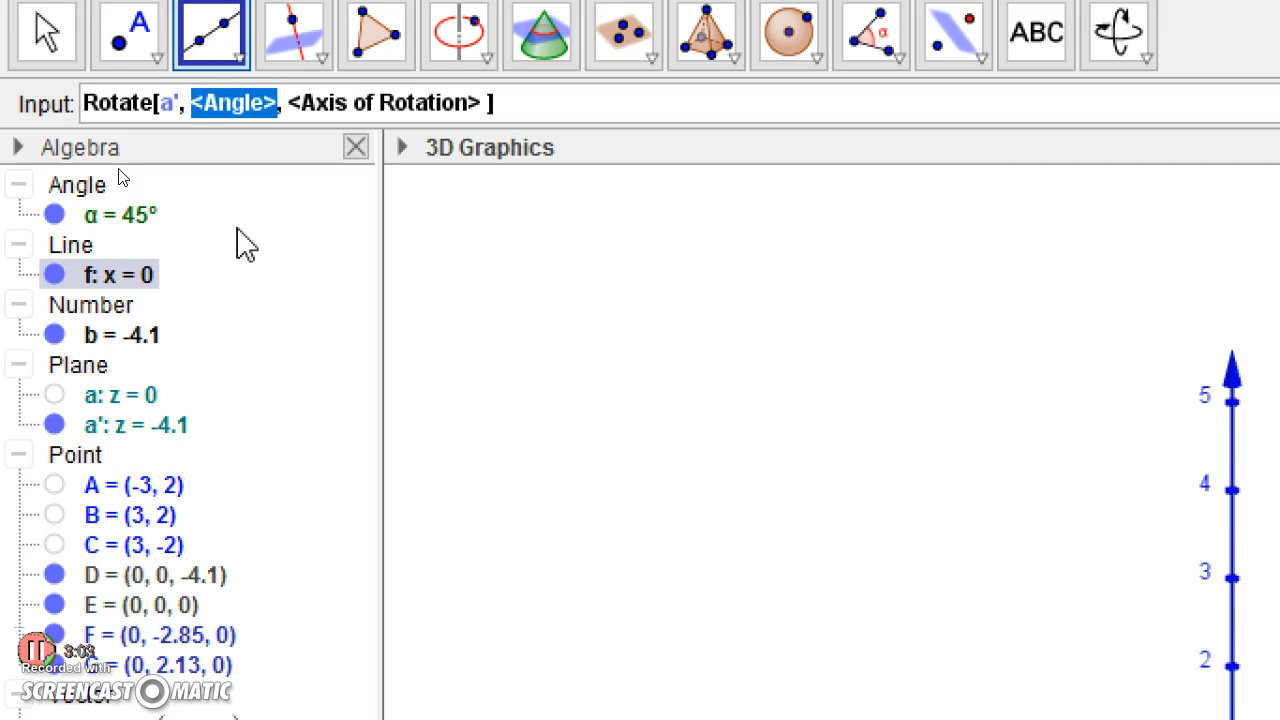 A
α
ABC
Input: Rotate[a', <Angle>, <Axis of Rotation> ]
Algebra
3D Graphics
Angle
α = 45°
Line
f: x = 0
Number
b = -4.1
Plane
a: z = 0
a': z = -4.1
Point
A = (-3, 2)
B = (3, 2)
C = (3, -2)
D = (0, 0, -4.1)
E = (0, 0, 0)
F = (0, -2.85, 0)
G = (0, 2.13, 0)
5
4
3
2
3:03
Recorded with
SCREENCAST O MATIC